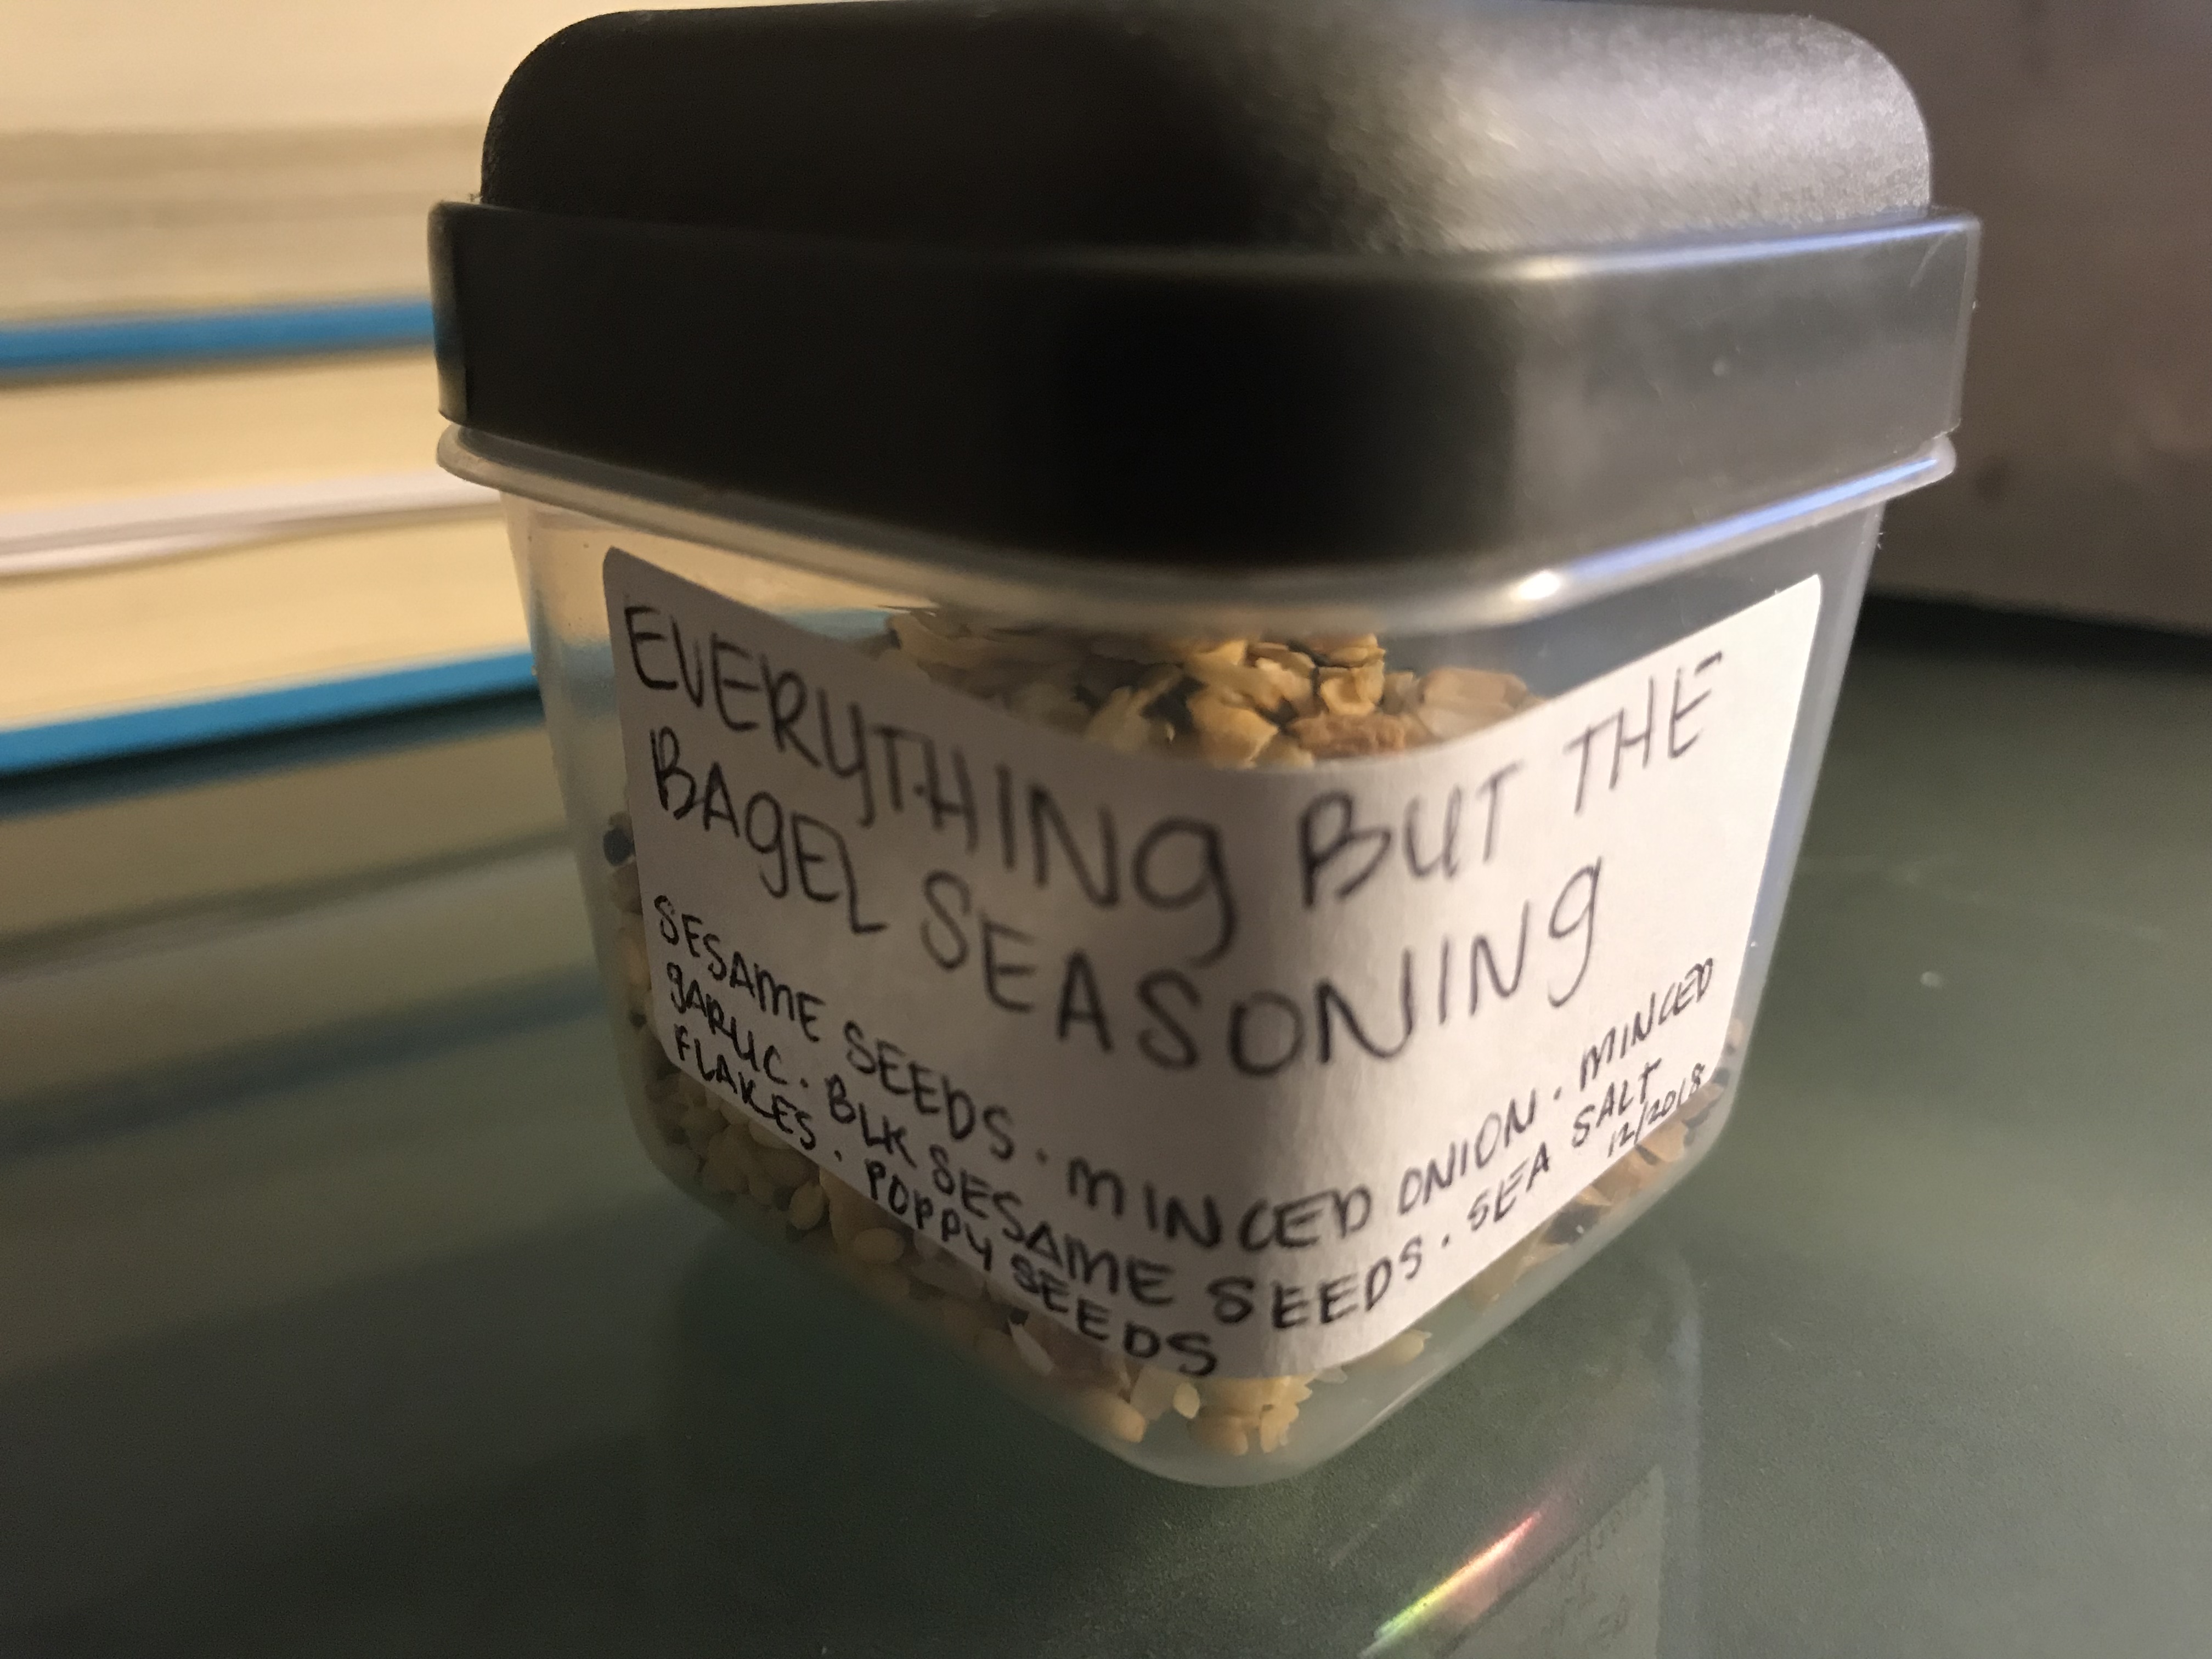 EVERYTHING BUT THE
BAGEL SEASONING
SESAME SEEDS · MINCED ONION · MINCED
GARLIC · BLK SESAME SEEDS · SEA SALT
FLAKES · POPPY SEEDS
12/2018